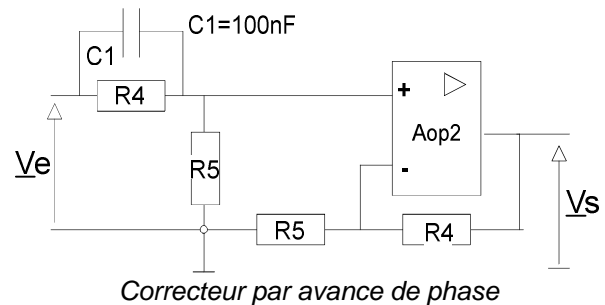 C1=100nF
C1
R4
+
Aop2
-
Ve
R5
Vs
R5
R4
Correcteur par avance de phase